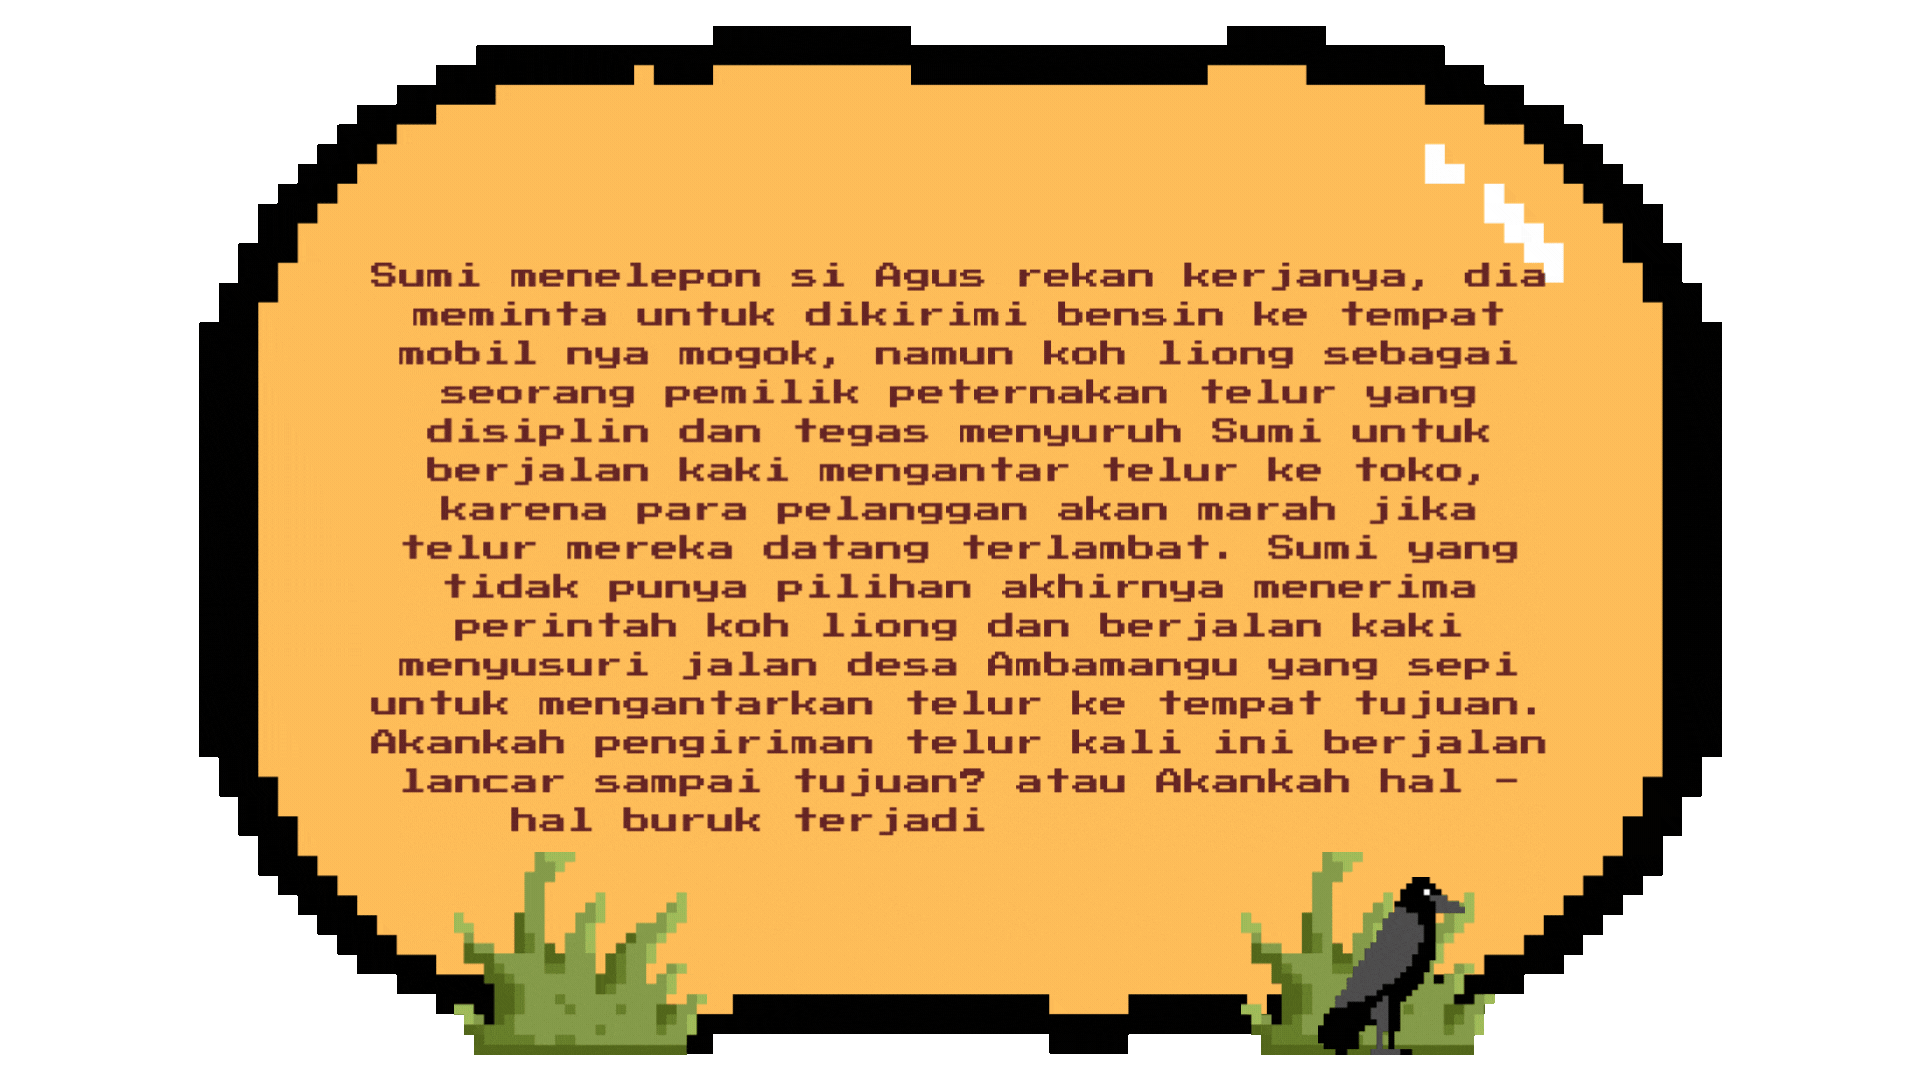 Sumi menelepon si Agus rekan kerjanya, dia
meminta untuk dikirimi bensin ke tempat
mobil nya mogok, namun koh liong sebagai
seorang pemilik peternakan telur yang
disiplin dan tegas menyuruh Sumi untuk
berjalan kaki mengantar telur ke toko,
karena para pelanggan akan marah jika
telur mereka datang terlambat. Sumi yang
tidak punya pilihan akhirnya menerima
perintah koh liong dan berjalan kaki
menyusuri jalan desa Ambamangu yang sepi
untuk mengantarkan telur ke tempat tujuan.
Akankah pengiriman telur kali ini berjalan
lancar sampai tujuan? atau Akankah hal -
hal buruk terjadi